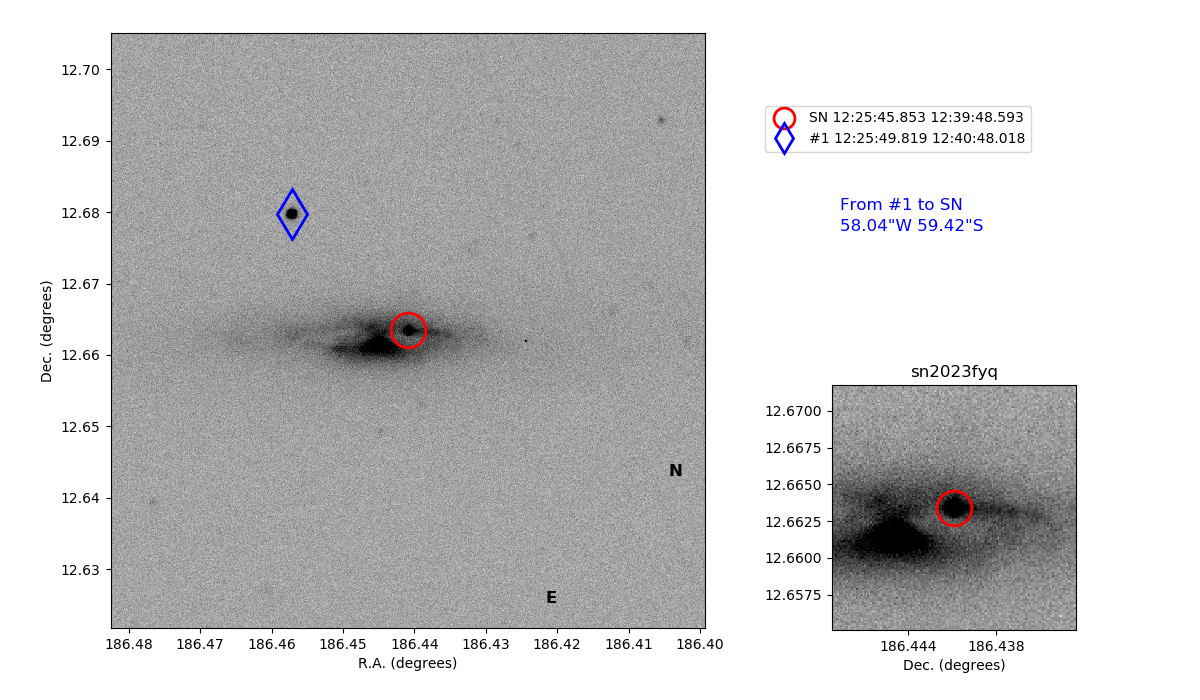 12.70
12.69
12.68
12.67
12.66
12.65
12.64
12.63
Dec. (degrees)
186.48 186.47 186.46 186.45 186.44 186.43 186.42 186.41 186.40
R.A. (degrees)
N
E
SN 12:25:45.853 12:39:48.593
#1 12:25:49.819 12:40:48.018
From #1 to SN
58.04"W 59.42"S
sn2023fyq
12.6700
12.6675
12.6650
12.6625
12.6600
12.6575
186.444 186.438
Dec. (degrees)